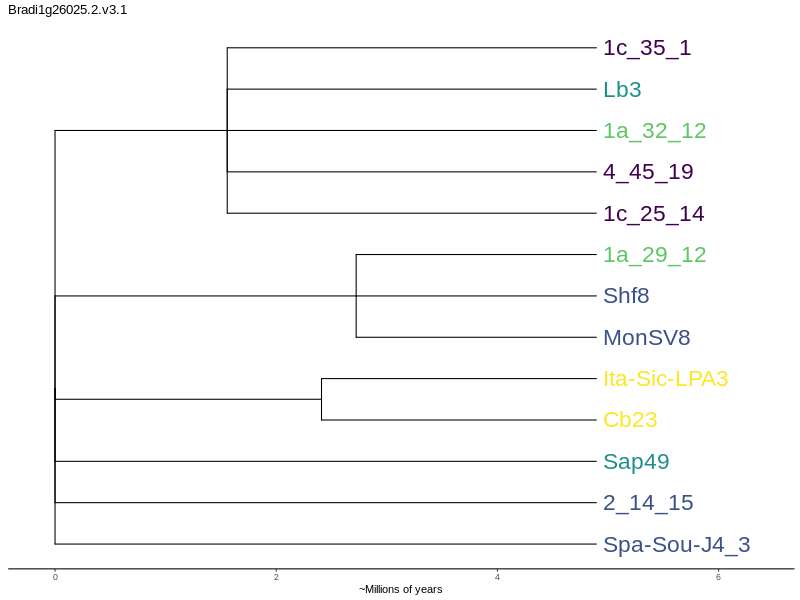 Bradi1g26025.2.v3.1
1c_35_1
Lb3
1a_32_12
4_45_19
1c_25_14
1a_29_12
Shf8
MonSV8
Ita-Sic-LPA3
Cb23
Sap49
2_14_15
Spa-Sou-J4_3
0 2 4 6
~Millions of years